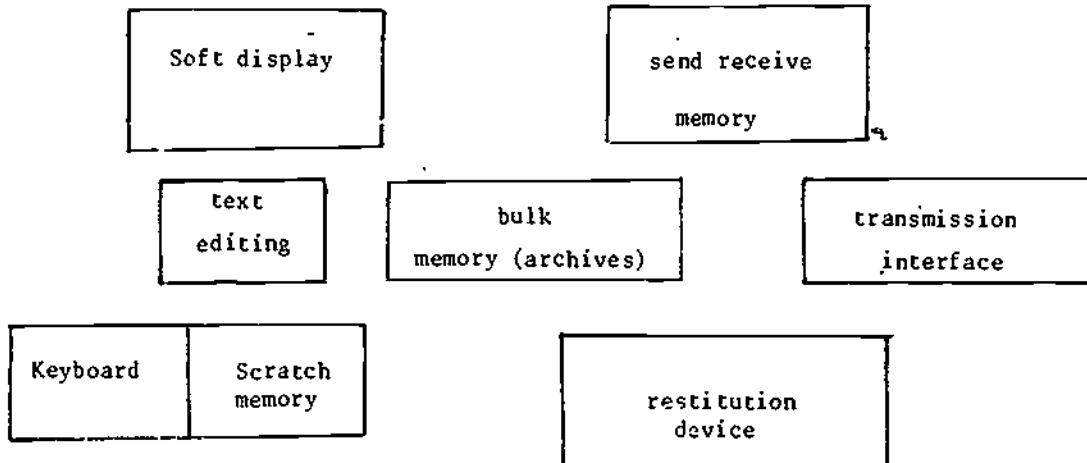 Soft display
send receive
memory
text
editing
bulk
memory (archives)
transmission
interface
Keyboard
Scratch
memory
restitution
device